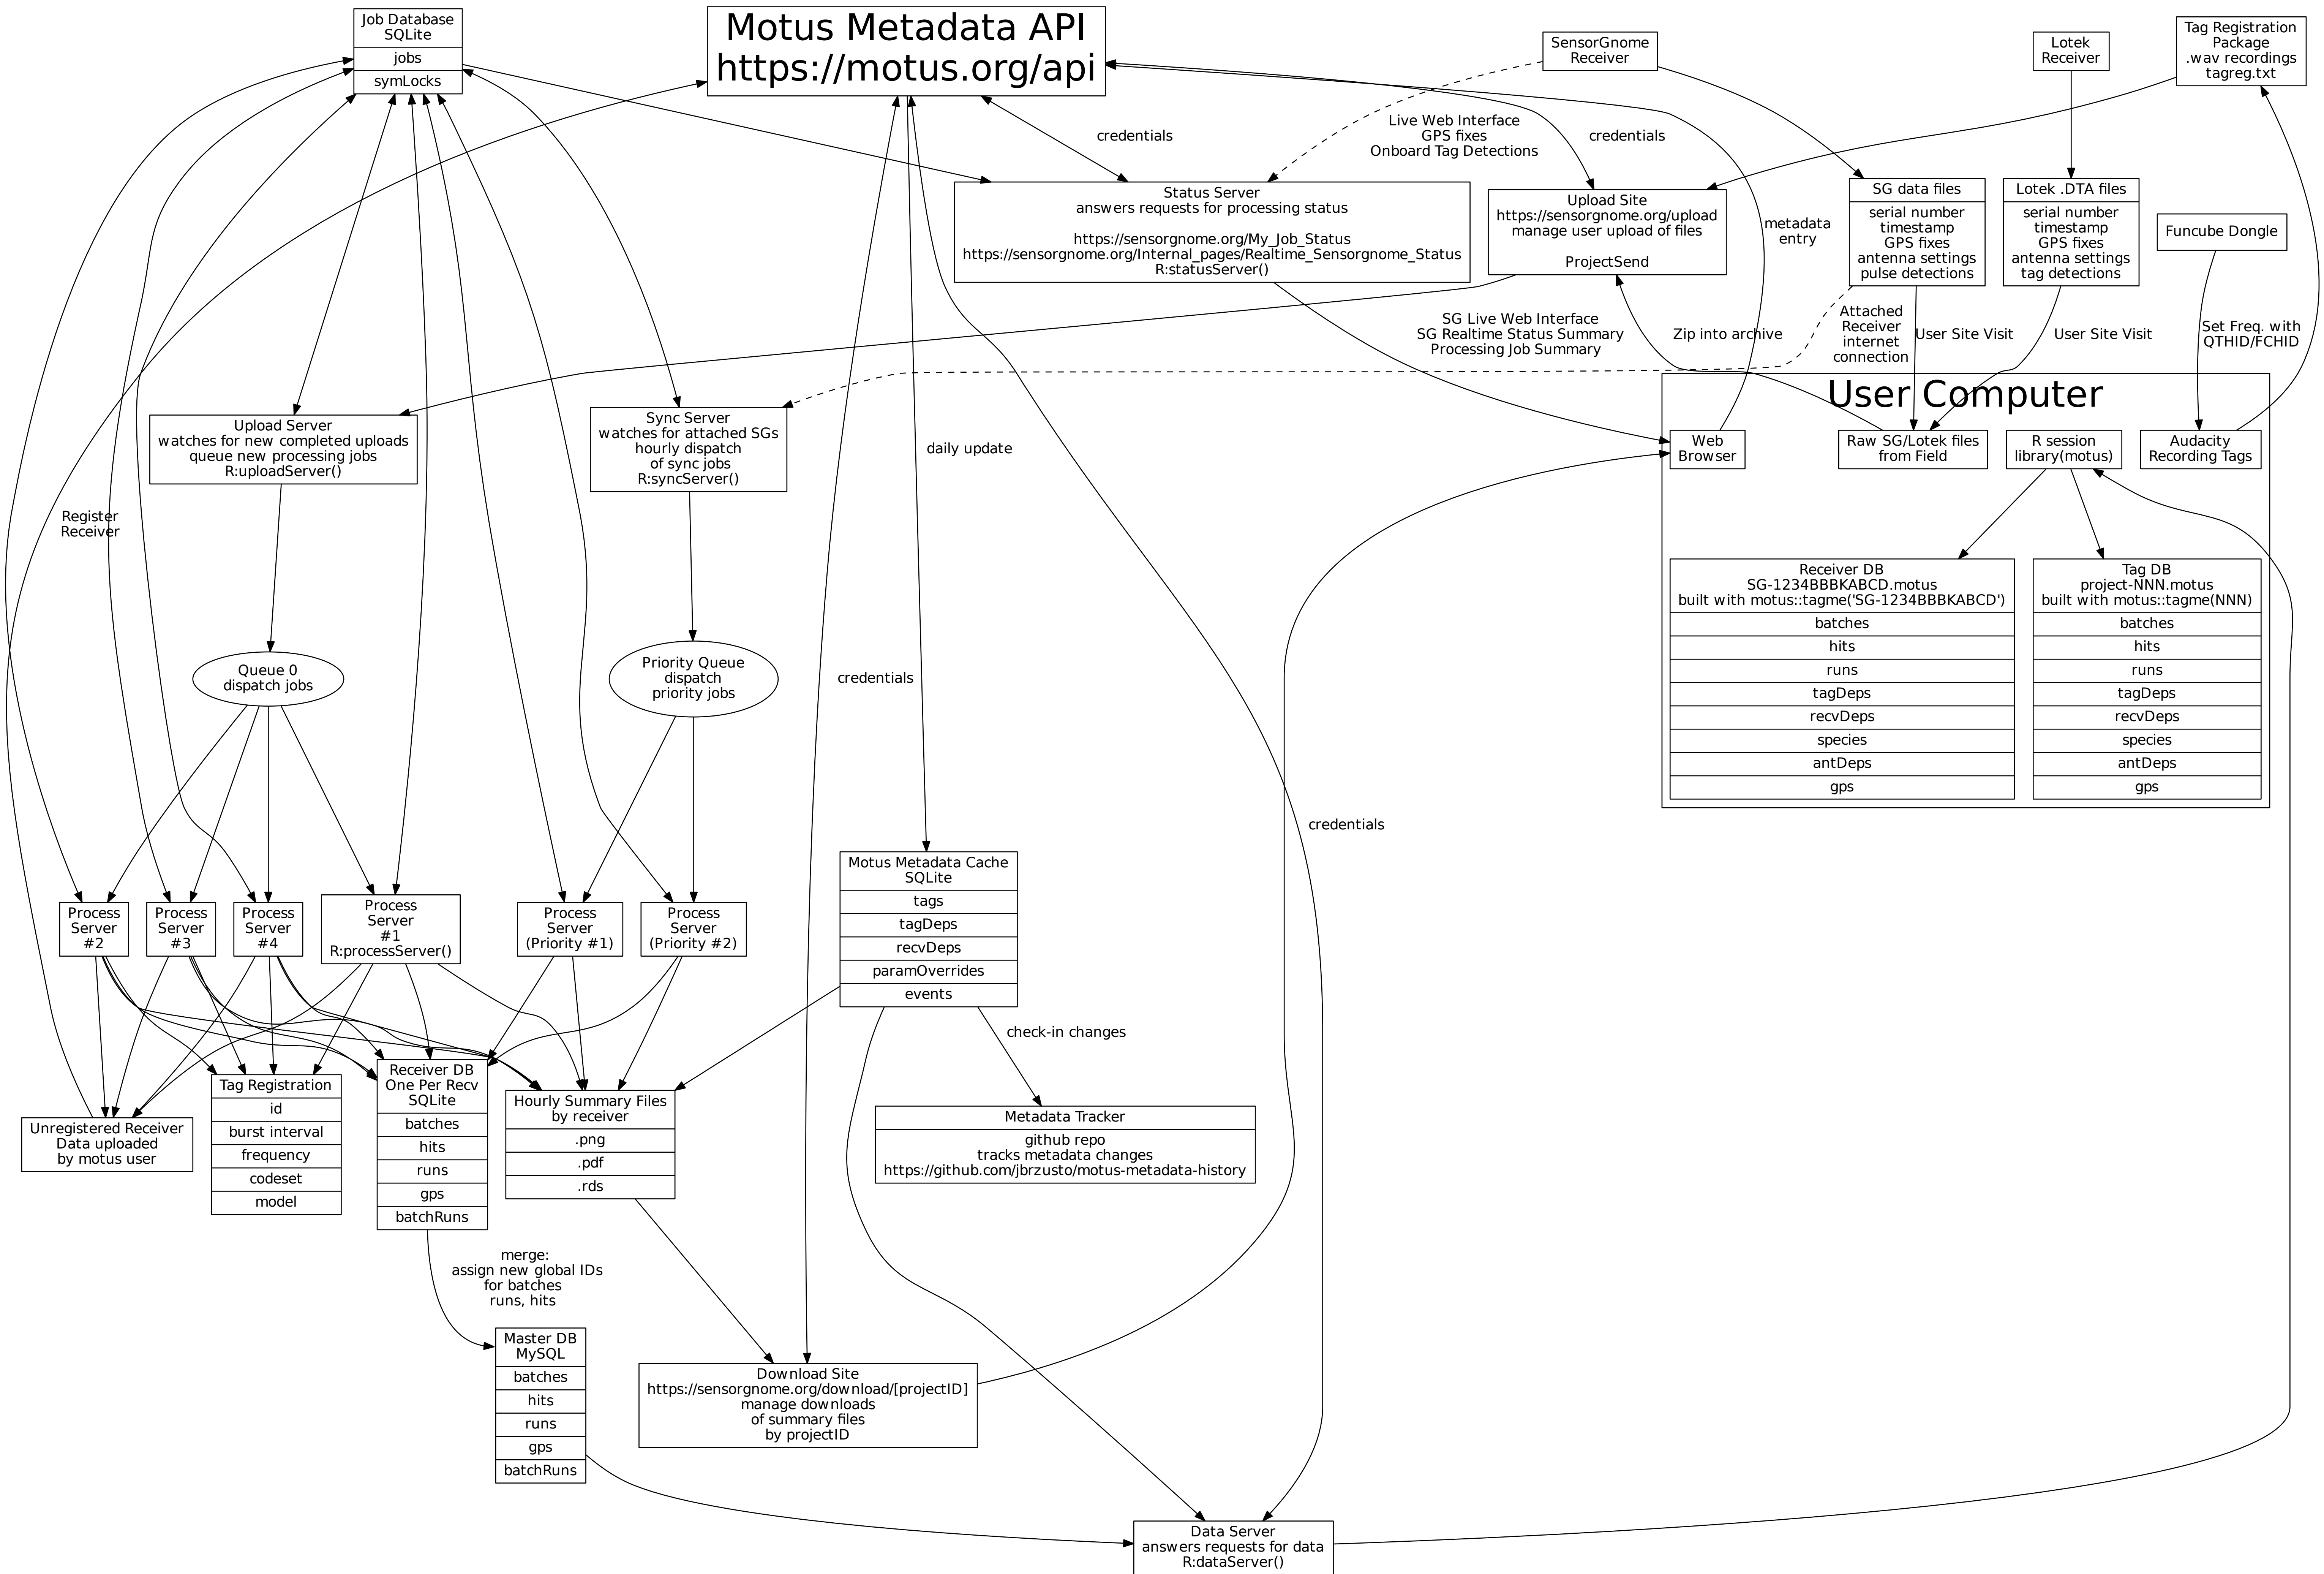 Job Database
SQLite
jobs
symLocks
Motus Metadata API
https://motus.org/api
SensorGnome
Receiver
Lotek
Receiver
Tag Registration
Package
.wav recordings
tagreg.txt
credentials
Live Web Interface
GPS fixes
Onboard Tag Detections
credentials
Status Server
answers requests for processing status
https://sensorgnome.org/My_Job_Status
https://sensorgnome.org/Internal_pages/Realtime_Sensorgnome_Status
R:statusServer()
Upload Site
https://sensorgnome.org/upload
manage user upload of files
ProjectSend
metadata
entry
SG data files
serial number
timestamp
GPS fixes
antenna settings
pulse detections
Lotek .DTA files
serial number
timestamp
GPS fixes
antenna settings
tag detections
Funcube Dongle
SG Live Web Interface
SG Realtime Status Summary
Processing Job Summary
Zip into archive
Attached
Receiver
internet
connection
User Site Visit
User Site Visit
Set Freq. with
QTHID/FCHID
User Computer
Upload Server
watches for new completed uploads
queue new processing jobs
R:uploadServer()
Sync Server
watches for attached SGs
hourly dispatch
of sync jobs
R:syncServer()
daily update
Web
Browser
Raw SG/Lotek files
from Field
R session
library(motus)
Audacity
Recording Tags
Register
Receiver
Receiver DB
SG-1234BBBKABCD.motus
built with motus::tagme('SG-1234BBBKABCD')
batches
hits
runs
tagDeps
recvDeps
species
antDeps
gps
Tag DB
project-NNN.motus
built with motus::tagme(NNN)
batches
hits
runs
tagDeps
recvDeps
species
antDeps
gps
Queue 0
dispatch jobs
Priority Queue
dispatch
priority jobs
credentials
credentials
Process
Server
#2
Process
Server
#3
Process
Server
#4
Process
Server
#1
R:processServer()
Process
Server
(Priority #1)
Process
Server
(Priority #2)
Motus Metadata Cache
SQLite
tags
tagDeps
recvDeps
paramOverrides
events
check-in changes
Unregistered Receiver
Data uploaded
by motus user
Tag Registration
id
burst interval
frequency
codeset
model
Receiver DB
One Per Recv
SQLite
batches
hits
runs
gps
batchRuns
Hourly Summary Files
by receiver
.png
.pdf
.rds
Metadata Tracker
github repo
tracks metadata changes
https://github.com/jbrzusto/motus-metadata-history
merge:
assign new global IDs
for batches
runs, hits
Master DB
MySQL
batches
hits
runs
gps
batchRuns
Download Site
https://sensorgnome.org/download/[projectID]
manage downloads
of summary files
by projectID
Data Server
answers requests for data
R:dataServer()